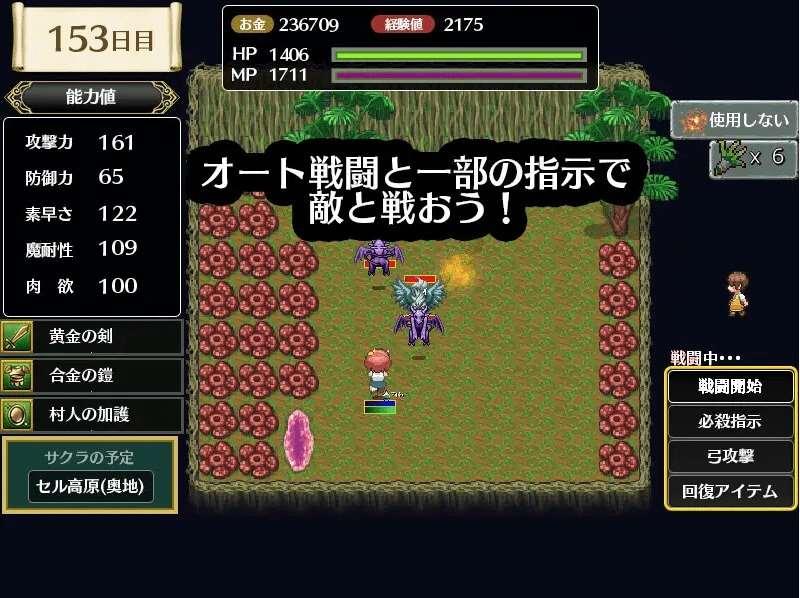 153日目
お金 236709 経験値 2175
HP 1406
MP 1711
能力値
攻撃力 161
防御力 65
素早さ 122
魔耐性 109
肉 欲 100
黄金の剣
合金の鎧
村人の加護
サクラの予定
セル高原(奥地)
オート戦闘と一部の指示で
敵と戦おう！
使用しない
x 6
戦闘中・・・
戦闘開始
必殺指示
弓攻撃
回復アイテム